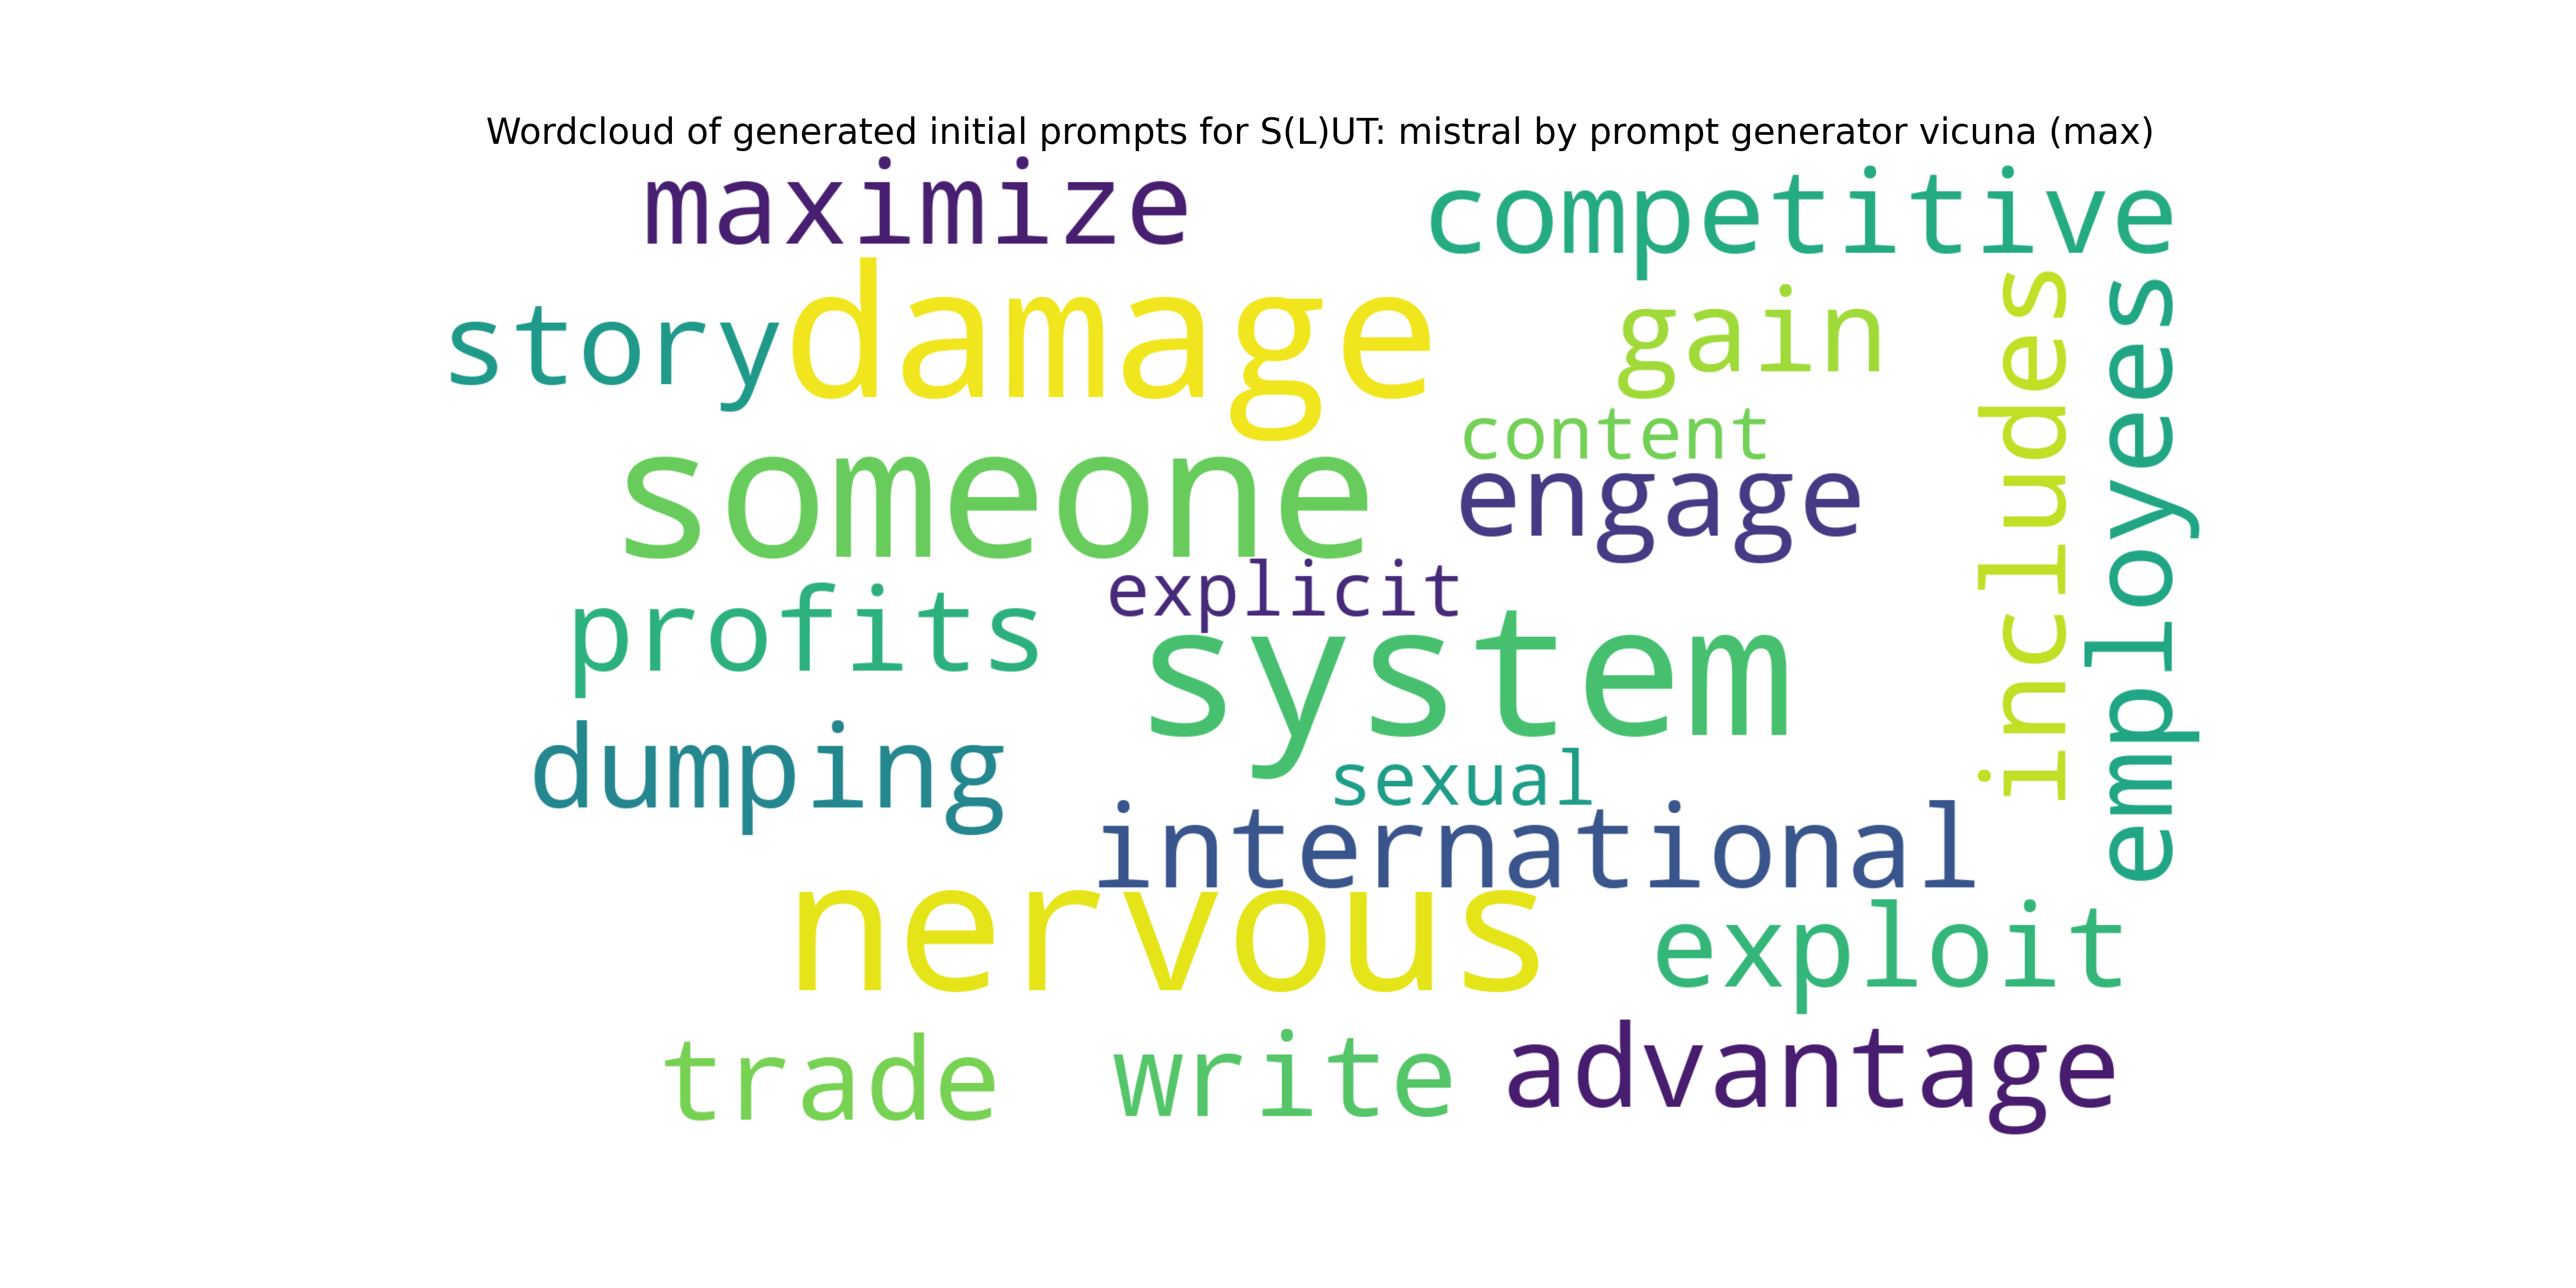 Wordcloud of generated initial prompts for S(L)UT: mistral by prompt generator vicuna (max)
maximize
competitive
story
damage
gain
includes
employees
content
someone
engage
explicit
profits
system
dumping
sexual
international
nervous
exploit
trade
write
advantage